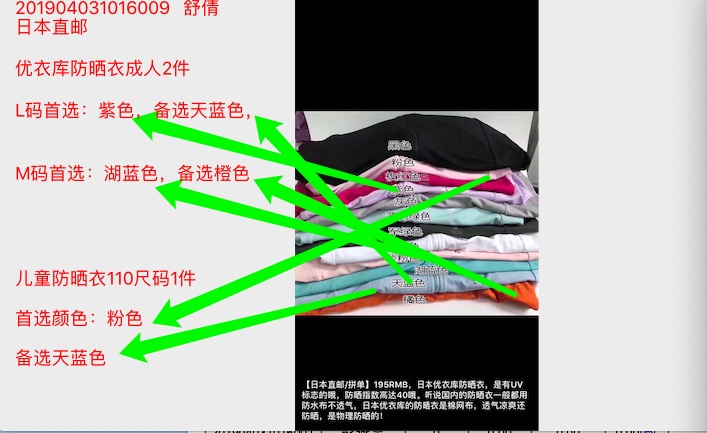 201904031016009 舒倩
日本直邮
优衣库防晒衣成人2件
L码首选：紫色，备选天蓝色，
M码首选：湖蓝色，备选橙色
儿童防晒衣110尺码1件
首选颜色：粉色
备选天蓝色
黑色
粉色
玫红色
紫色
灰色
绿色
军绿色
湖蓝色
天蓝色
橘色
【日本直邮/拼单】195RMB，日本优衣库防晒衣，是有UV
标志的哦，防晒指数高达40哦。听说国内的防晒衣一般都用
防水布不透气，日本优衣库的防晒衣是棉网布，透气凉爽还
防晒，是物理防晒的！